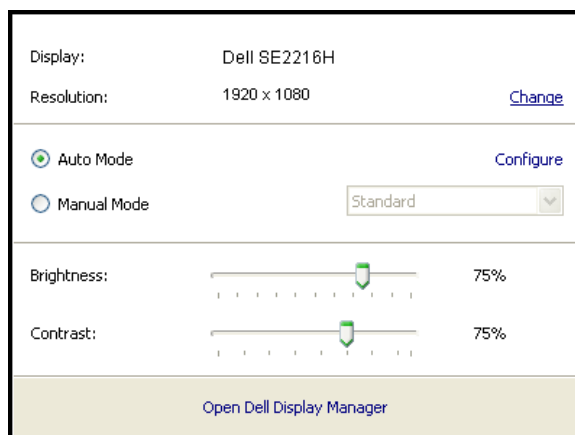 Display: Dell SE2216H
Resolution: 1920 x 1080 Change
Auto Mode Configure
Manual Mode Standard
Brightness: 75%
Contrast: 75%
Open Dell Display Manager